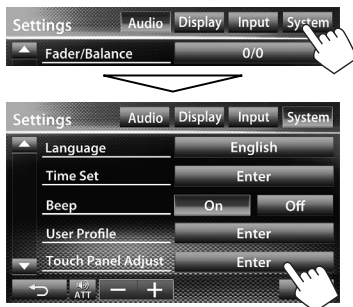 Settings Audio Display Input System
Fader/Balance 0/0
Settings Audio Display Input System
Language English
Time Set Enter
Beep On Off
User Profile Enter
Touch Panel Adjust Enter
ATT − +